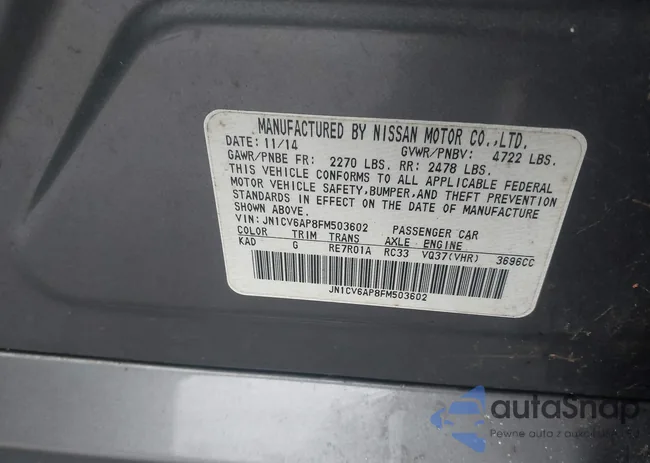 MANUFACTURED BY NISSAN MOTOR CO.,LTD.
DATE: 11/14 GVWR/PNBV: 4722 LBS.
GAWR/PNBE FR: 2270 LBS. RR: 2478 LBS.
THIS VEHICLE CONFORMS TO ALL APPLICABLE FEDERAL
MOTOR VEHICLE SAFETY, BUMPER, AND THEFT PREVENTION
STANDARDS IN EFFECT ON THE DATE OF MANUFACTURE
SHOWN ABOVE.
VIN: JN1CV6AP8FM503602 PASSENGER CAR
COLOR TRIM TRANS AXLE ENGINE
KAD G RE7R01A RC33 VQ37(VHR) 3696CC
JN1CV6AP8FM503602
autaSnap
Pewne auta z aukcji